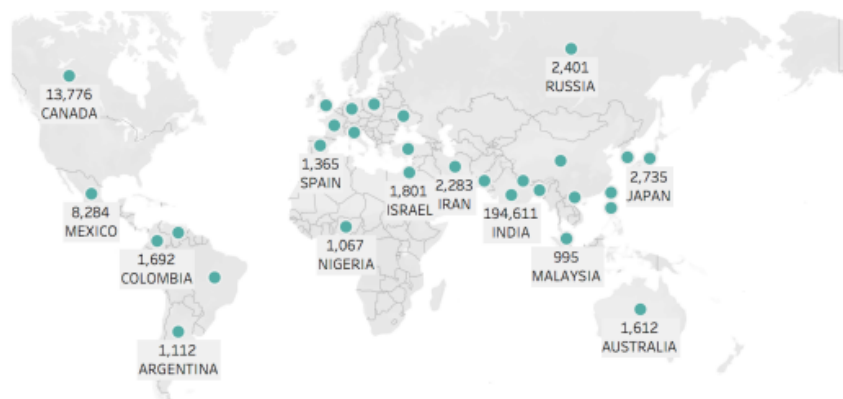 13,776
CANADA
2,401
RUSSIA
1,365
SPAIN
1,801
ISRAEL
2,283
IRAN
194,611
INDIA
2,735
JAPAN
8,284
MEXICO
1,692
COLOMBIA
1,067
NIGERIA
995
MALAYSIA
1,112
ARGENTINA
1,612
AUSTRALIA